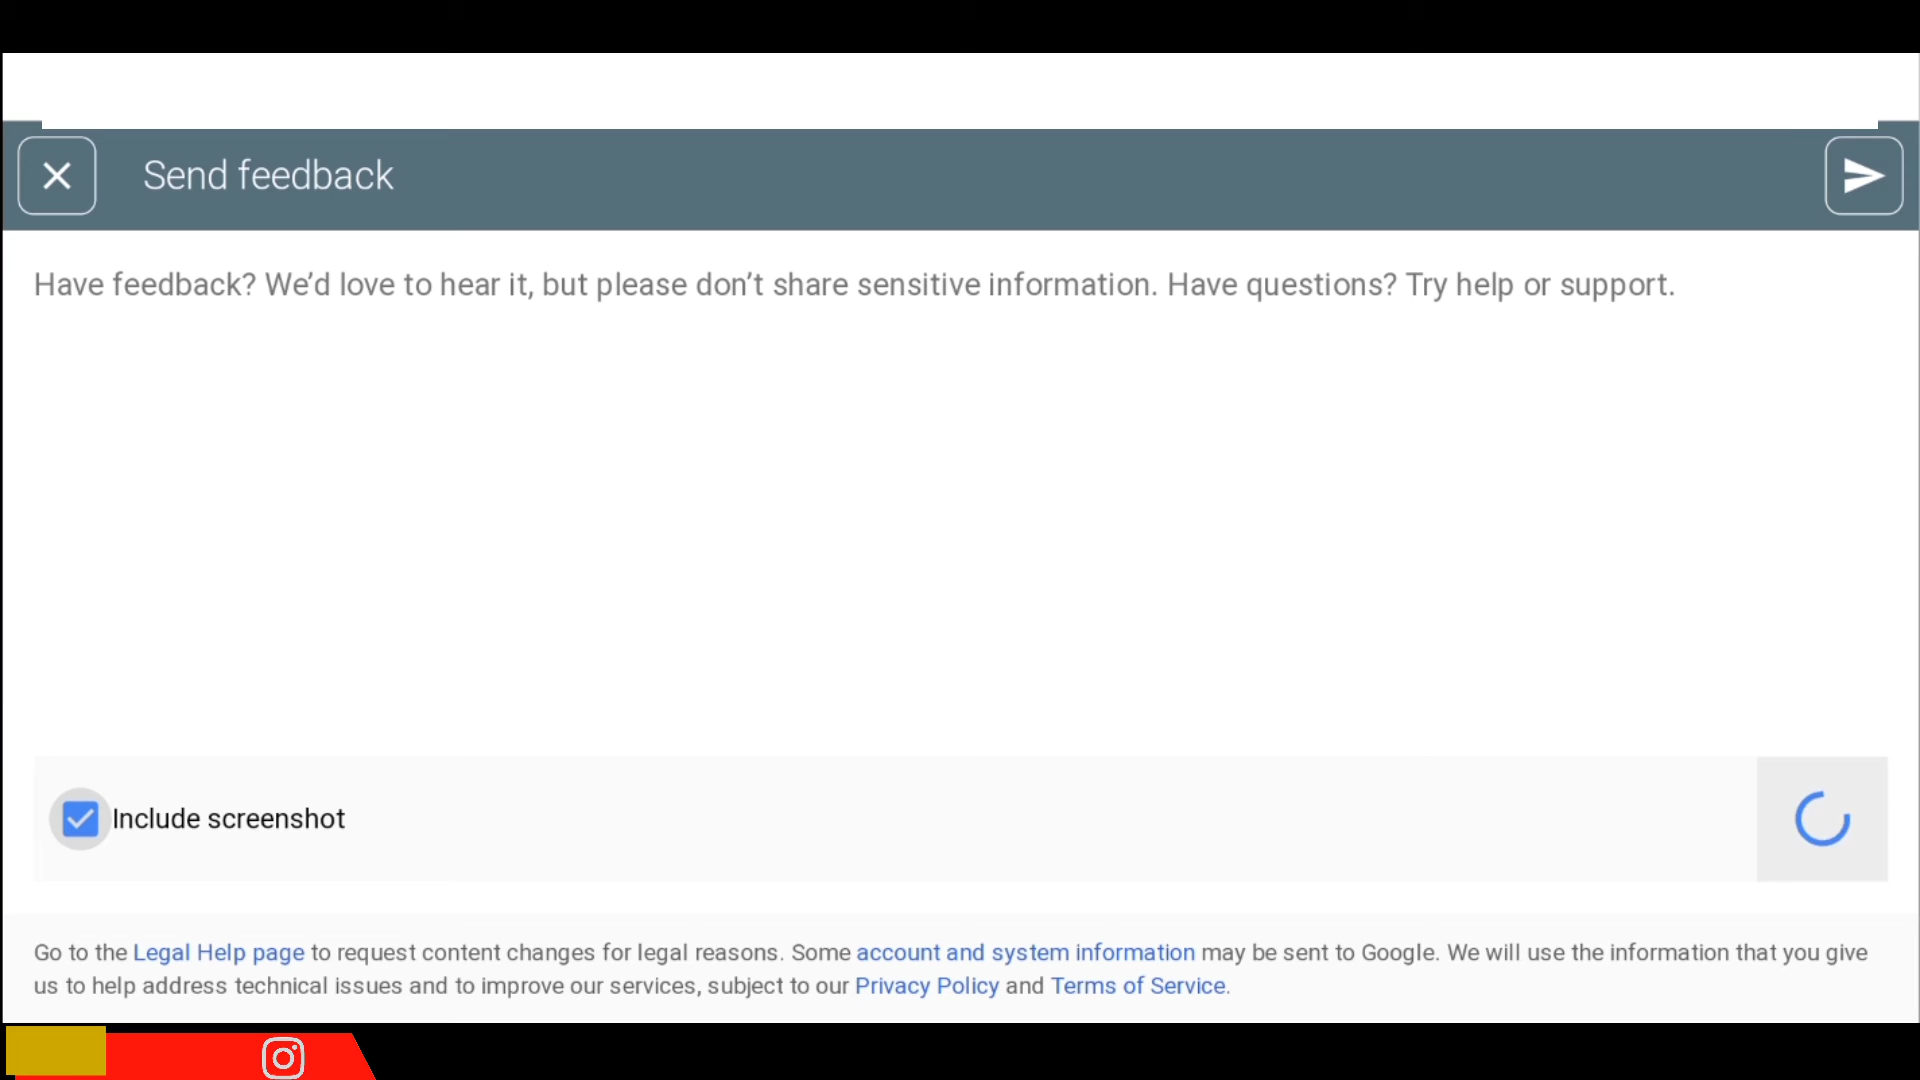 Send feedback
Have feedback? We’d love to hear it, but please don’t share sensitive information. Have questions? Try help or support.
Include screenshot
Go to the Legal Help page to request content changes for legal reasons. Some account and system information may be sent to Google. We will use the information that you give
us to help address technical issues and to improve our services, subject to our Privacy Policy and Terms of Service.